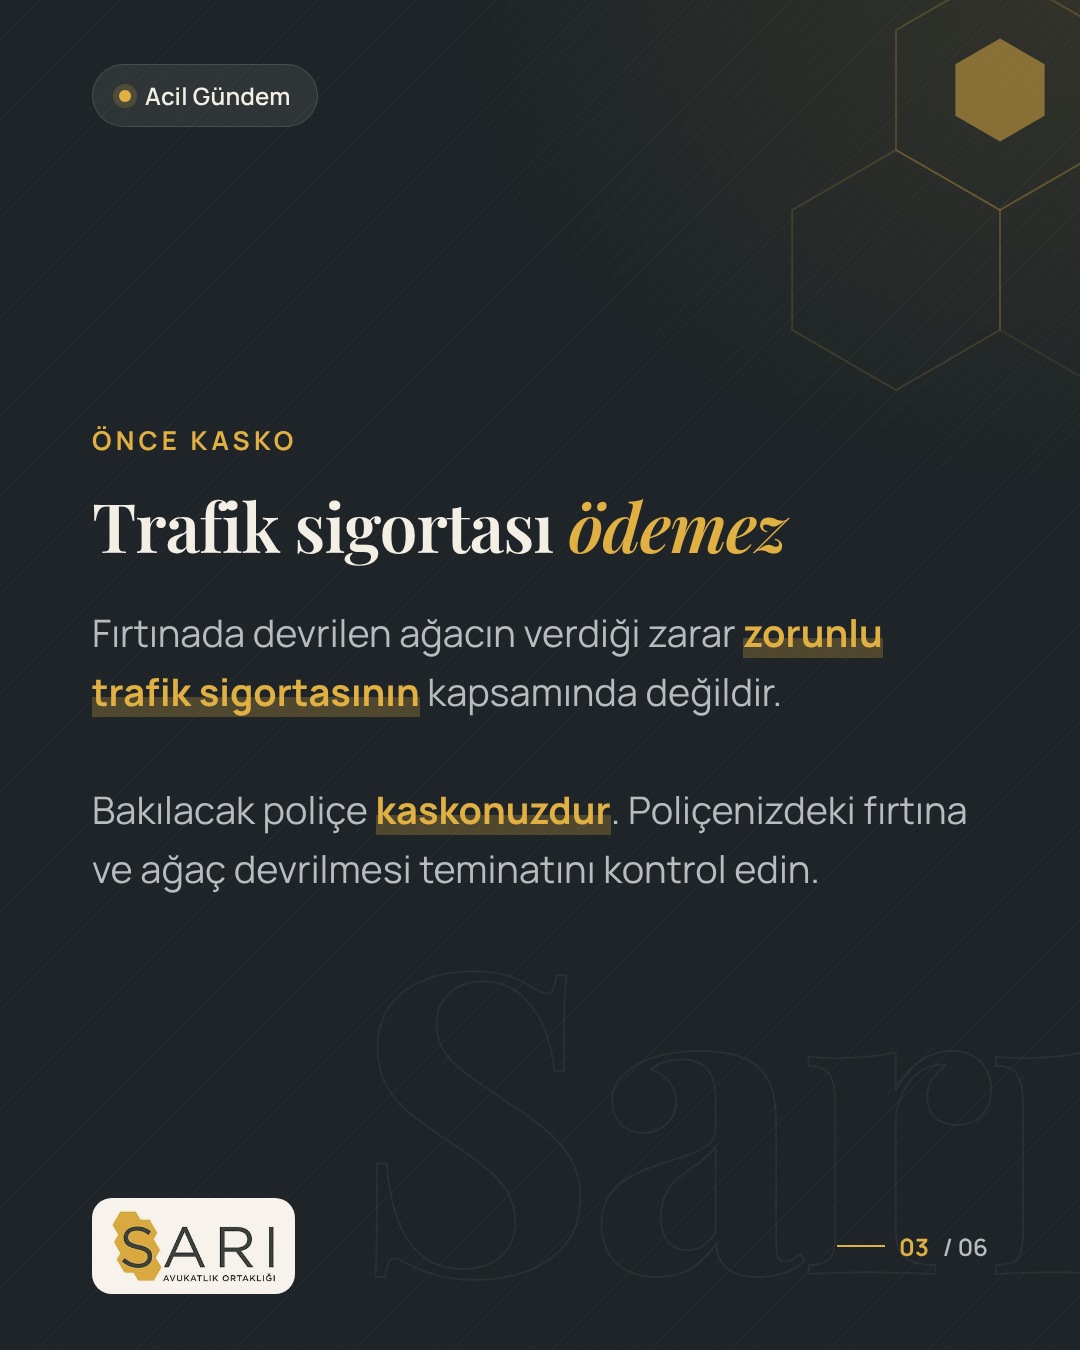 Acil Gündem
ÖNCE KASKO
Trafik sigortası ödemez
Fırtınada devrilen ağacın verdiği zarar zorunlu
trafik sigortasının kapsamında değildir.
Bakılacak poliçe kaskonuzdur. Poliçenizdeki fırtına
ve ağaç devrilmesi teminatını kontrol edin.
Sarı
SARI
AVUKATLIK ORTAKLIĞI
03 / 06